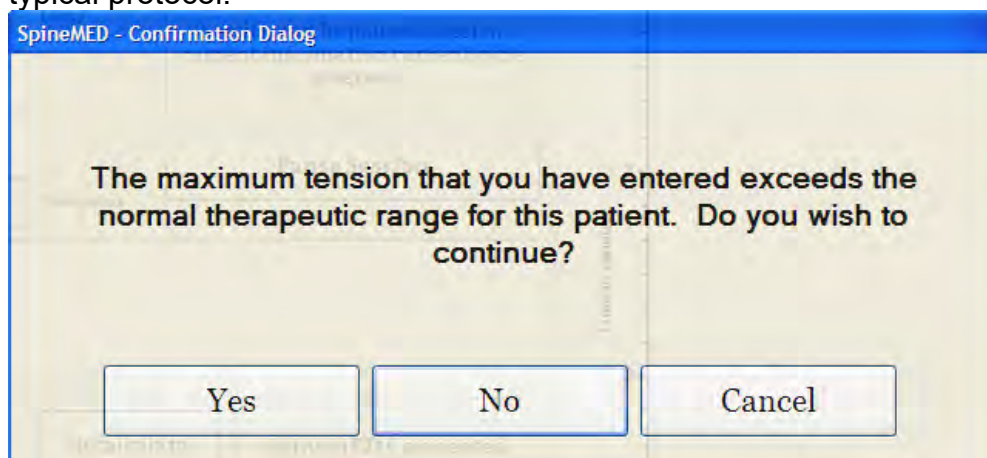 typical protocol.
SpineMED - Confirmation Dialog
The maximum tension that you have entered exceeds the
normal therapeutic range for this patient. Do you wish to
continue?
Yes
No
Cancel